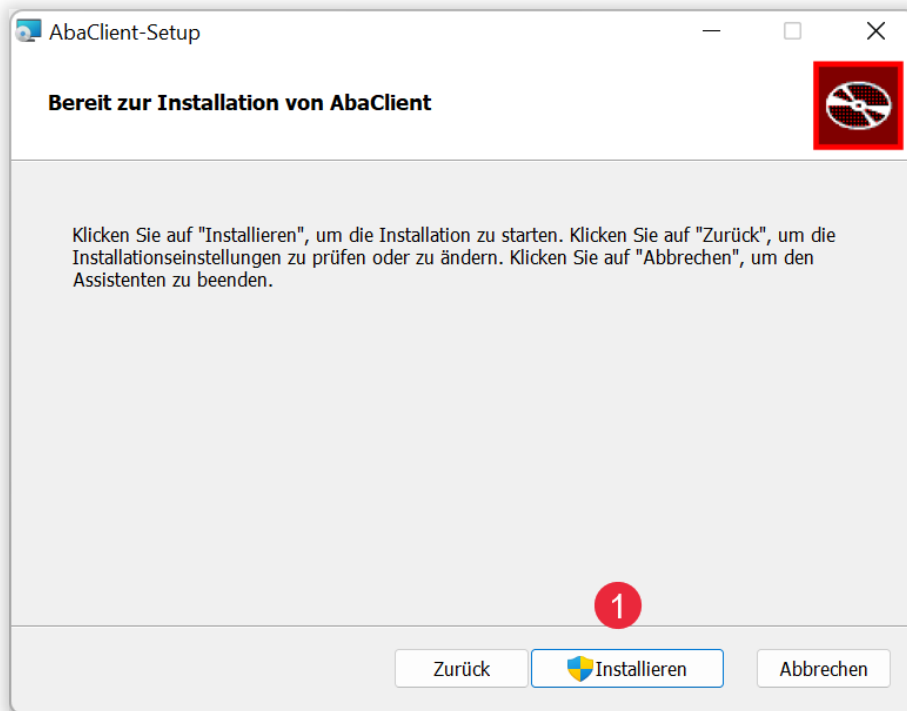 AbaClient-Setup
Bereit zur Installation von AbaClient
Klicken Sie auf "Installieren", um die Installation zu starten. Klicken Sie auf "Zurück", um die
Installationseinstellungen zu prüfen oder zu ändern. Klicken Sie auf "Abbrechen", um den
Assistenten zu beenden.
1
Zurück Installieren Abbrechen